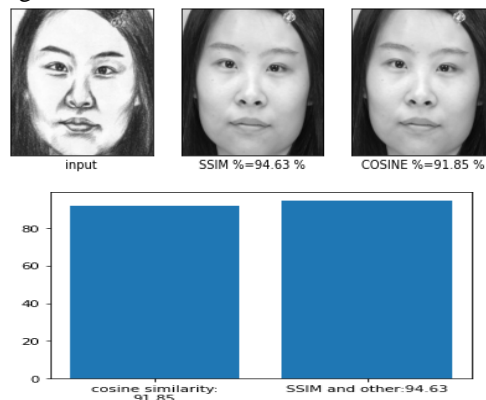 input
SSIM %=94.63 %
COSINE %=91.85 %
80
60
40
20
0
cosine similarity:
91.85
SSIM and other:94.63